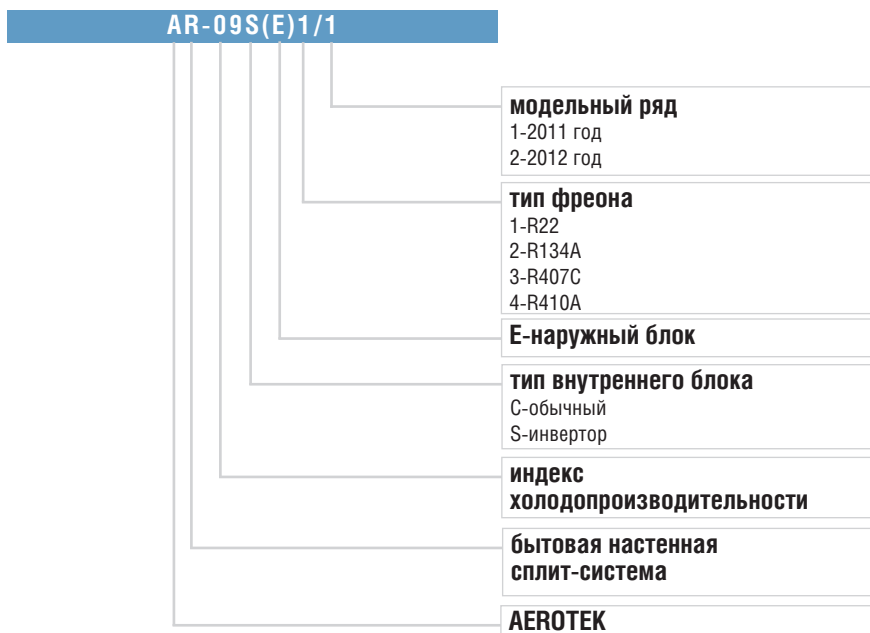 AR-09S(E)1/1
модельный ряд
1-2011 год
2-2012 год
тип фреона
1-R22
2-R134A
3-R407C
4-R410A
Е-наружный блок
тип внутреннего блока
С-обычный
S-инвертор
индекс
холодопроизводительности
бытовая настенная
сплит-система
AEROTEK